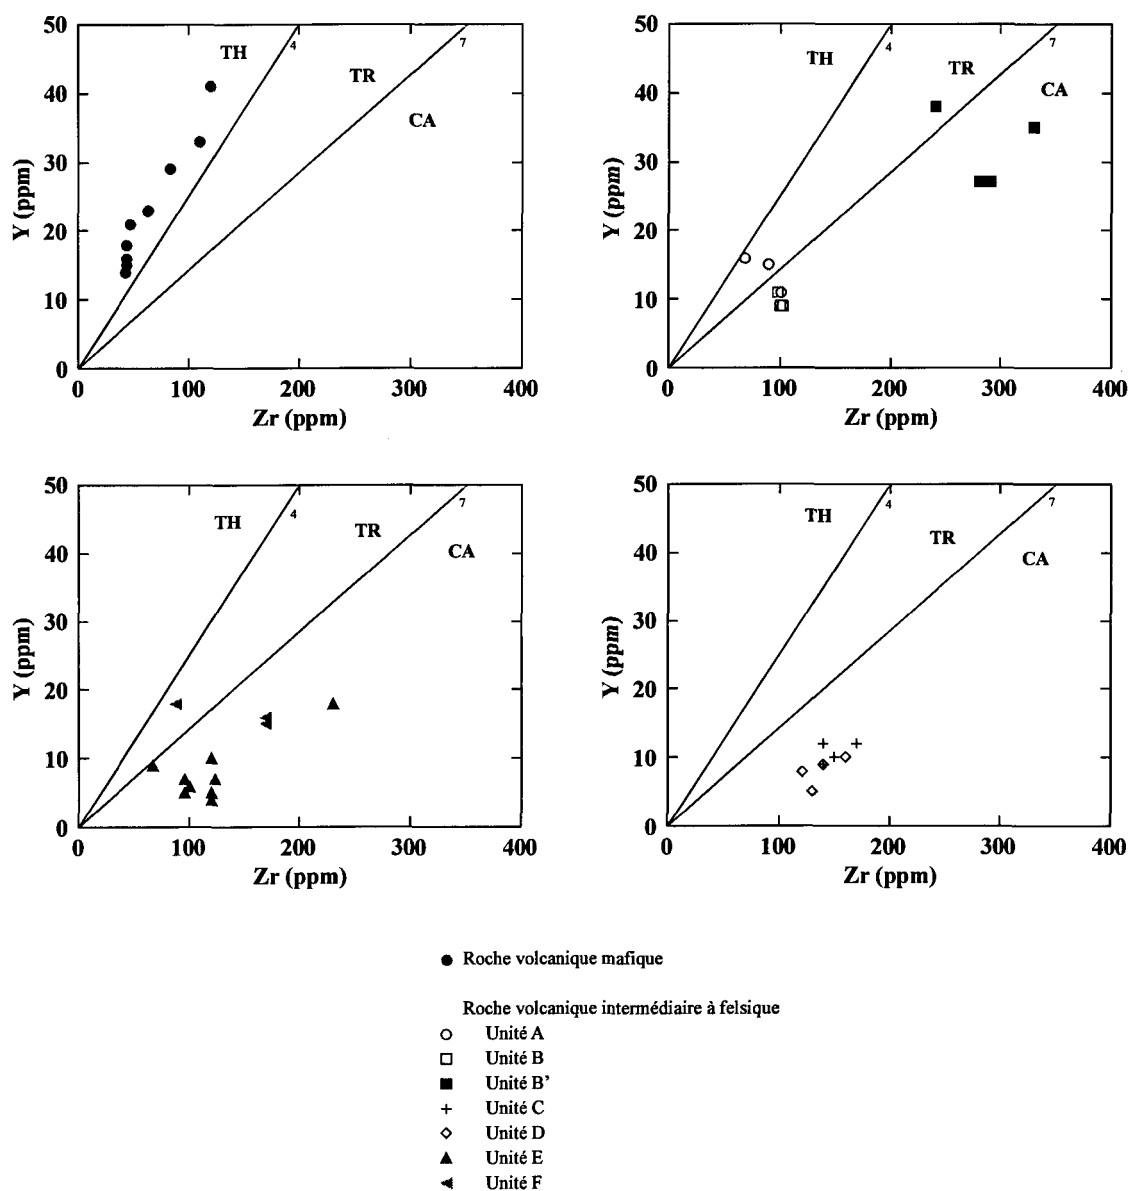 50
40
30
20
10
0
Y (ppm)
TH
4
TR
7
CA
0 100 200 300 400
Zr (ppm)
50
40
30
20
10
0
Y (ppm)
TH
4
TR
7
CA
0 100 200 300 400
Zr (ppm)
50
40
30
20
10
0
Y (ppm)
TH
4
TR
7
CA
0 100 200 300 400
Zr (ppm)
50
40
30
20
10
0
Y (ppm)
TH
4
TR
7
CA
0 100 200 300 400
Zr (ppm)
Roche volcanique mafique
Roche volcanique intermédiaire à felsique
Unité A
Unité B
Unité B'
Unité C
Unité D
Unité E
Unité F